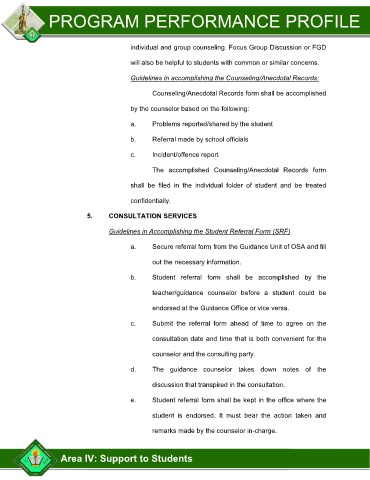 PROGRAM PERFORMANCE PROFILE
individual and group counseling. Focus Group Discussion or FGD
will also be helpful to students with common or similar concerns.
Guidelines in accomplishing the Counseling/Anecdotal Records:
Counseling/Anecdotal Records form shall be accomplished
by the counselor based on the following:
a. Problems reported/shared by the student
b. Referral made by school officials
c. Incident/offence report
The accomplished Counseling/Anecdotal Records form
shall be filed in the individual folder of student and be treated
confidentially.
5. CONSULTATION SERVICES
Guidelines in Accomplishing the Student Referral Form (SRF)
a. Secure referral form from the Guidance Unit of OSA and fill
out the necessary information.
b. Student referral form shall be accomplished by the
teacher/guidance counselor before a student could be
endorsed at the Guidance Office or vice versa.
c. Submit the referral form ahead of time to agree on the
consultation date and time that is both convenient for the
counselor and the consulting party.
d. The guidance counselor takes down notes of the
discussion that transpired in the consultation.
e. Student referral form shall be kept in the office where the
student is endorsed. It must bear the action taken and
remarks made by the counselor in-charge.
Area IV: Support to Students